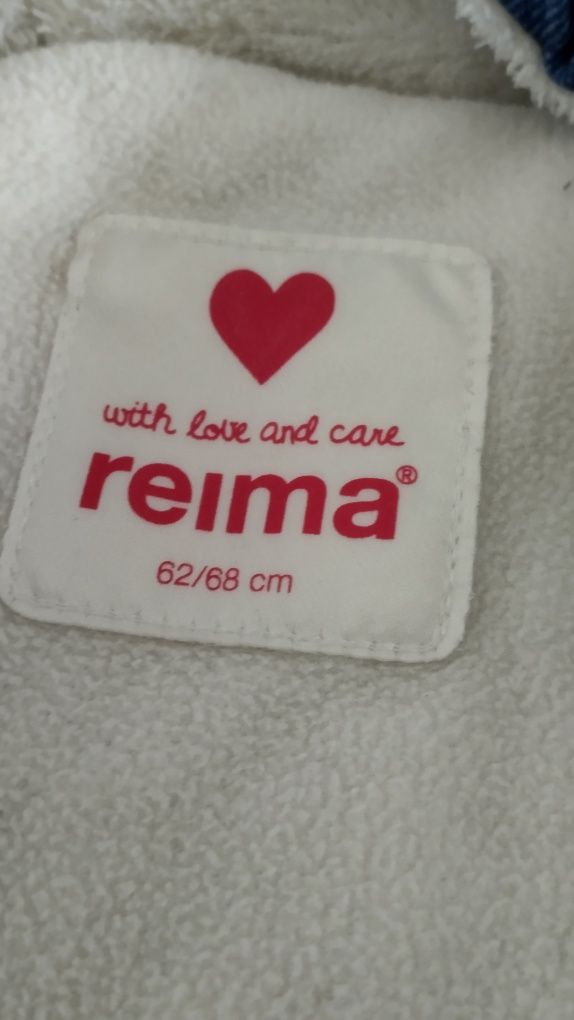 with love and care
reima®
62/68 cm